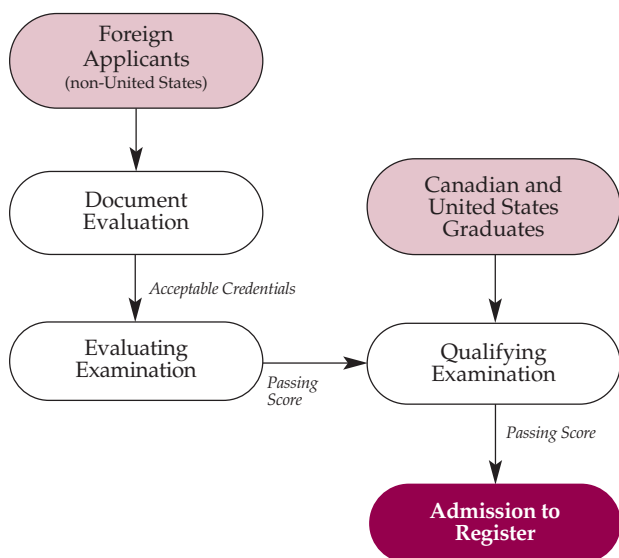 Foreign
Applicants
(non-United States)
Document
Evaluation
Acceptable Credentials
Evaluating
Examination
Passing
Score
Canadian and
United States
Graduates
Qualifying
Examination
Passing Score
Admission to
Register